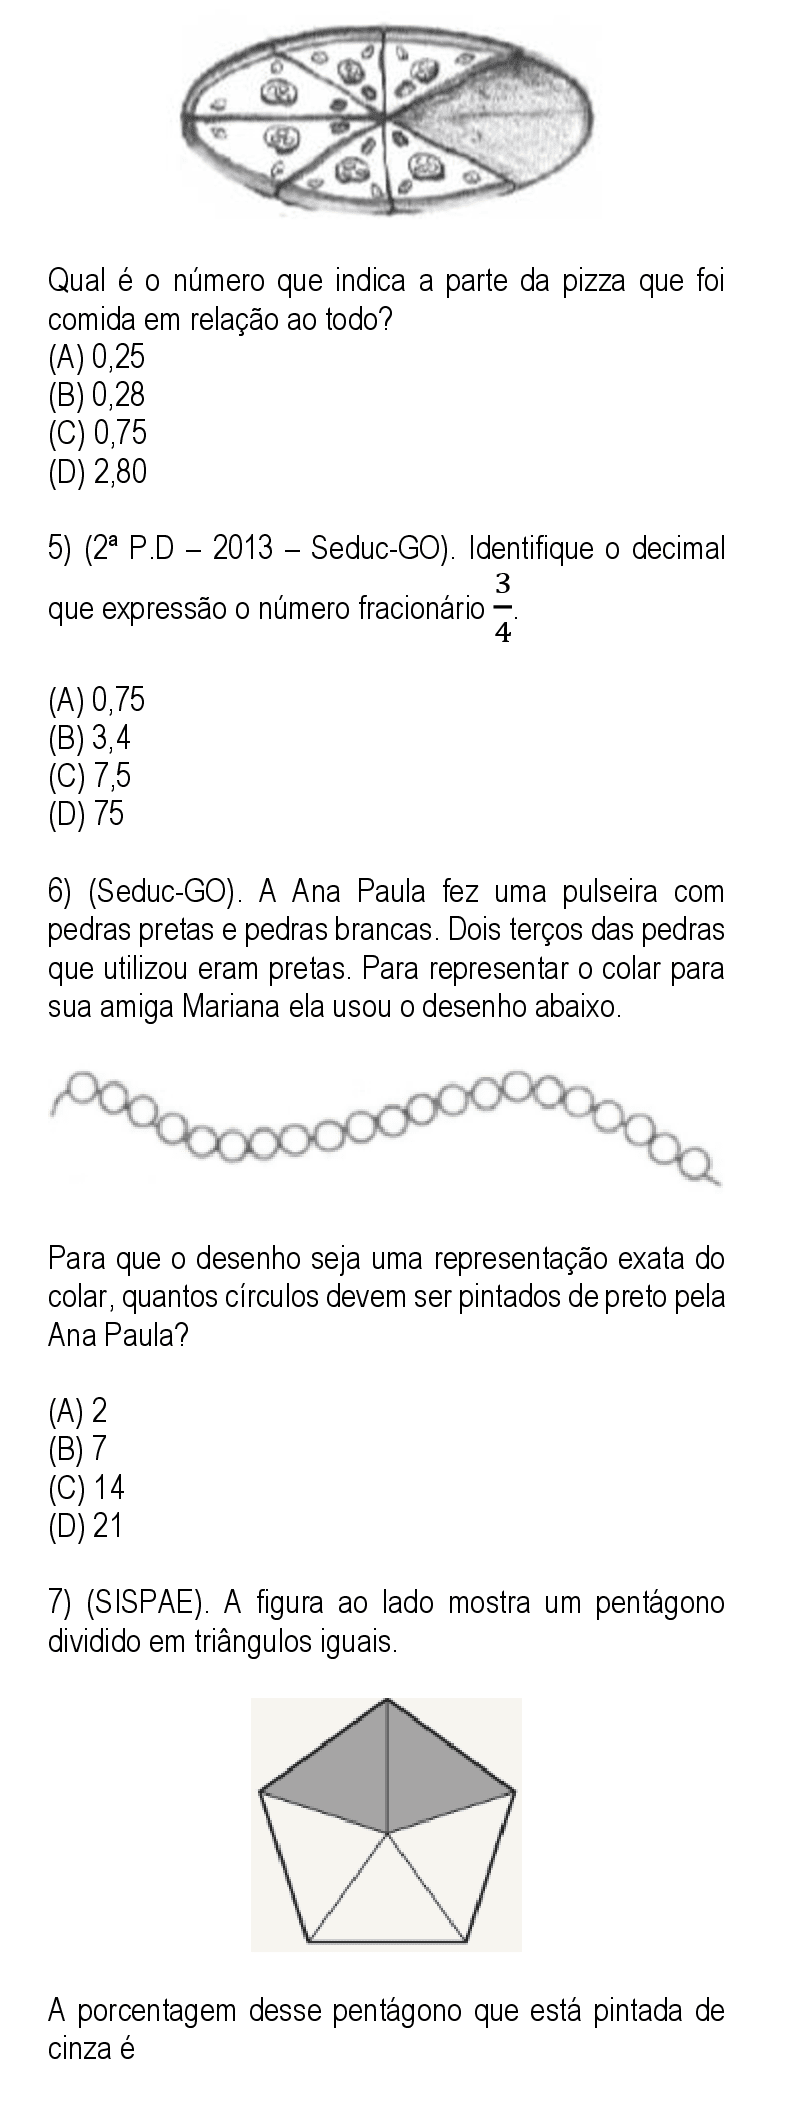 Qual é o número que indica a parte da pizza que foi
comida em relação ao todo?
(A) 0,25
(B) 0,28
(C) 0,75
(D) 2,80
5) (2ª P.D – 2013 – Seduc-GO). Identifique o decimal
que expressão o número fracionário 3/4.
(A) 0,75
(B) 3,4
(C) 7,5
(D) 75
6) (Seduc-GO). A Ana Paula fez uma pulseira com
pedras pretas e pedras brancas. Dois terços das pedras
que utilizou eram pretas. Para representar o colar para
sua amiga Mariana ela usou o desenho abaixo.
Para que o desenho seja uma representação exata do
colar, quantos círculos devem ser pintados de preto pela
Ana Paula?
(A) 2
(B) 7
(C) 14
(D) 21
7) (SISPAE). A figura ao lado mostra um pentágono
dividido em triângulos iguais.
A porcentagem desse pentágono que está pintada de
cinza é